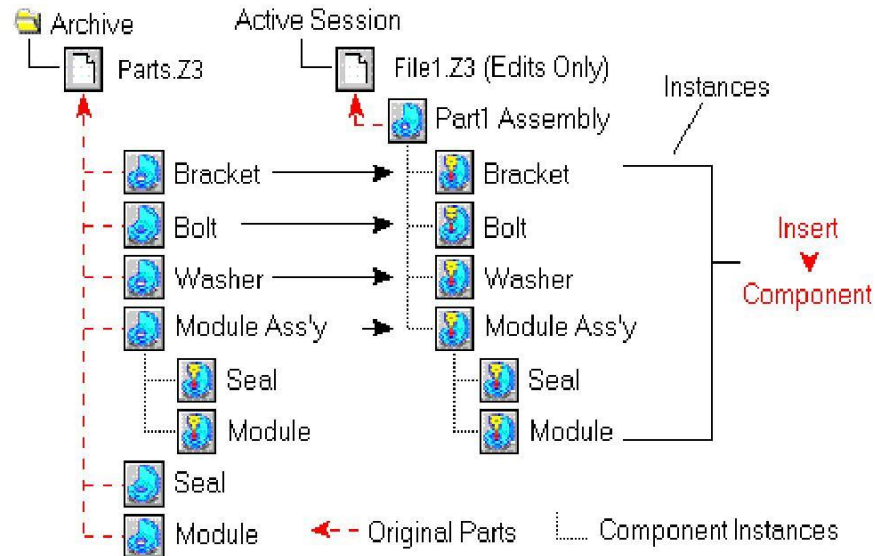 Archive
Active Session
Parts.Z3
File1.Z3 (Edits Only)
Instances
Part1 Assembly
Bracket
Bracket
Bolt
Bolt
Insert
Washer
Washer
Component
Module Ass'y
Module Ass'y
Seal
Seal
Module
Module
Seal
Module
Original Parts
Component Instances